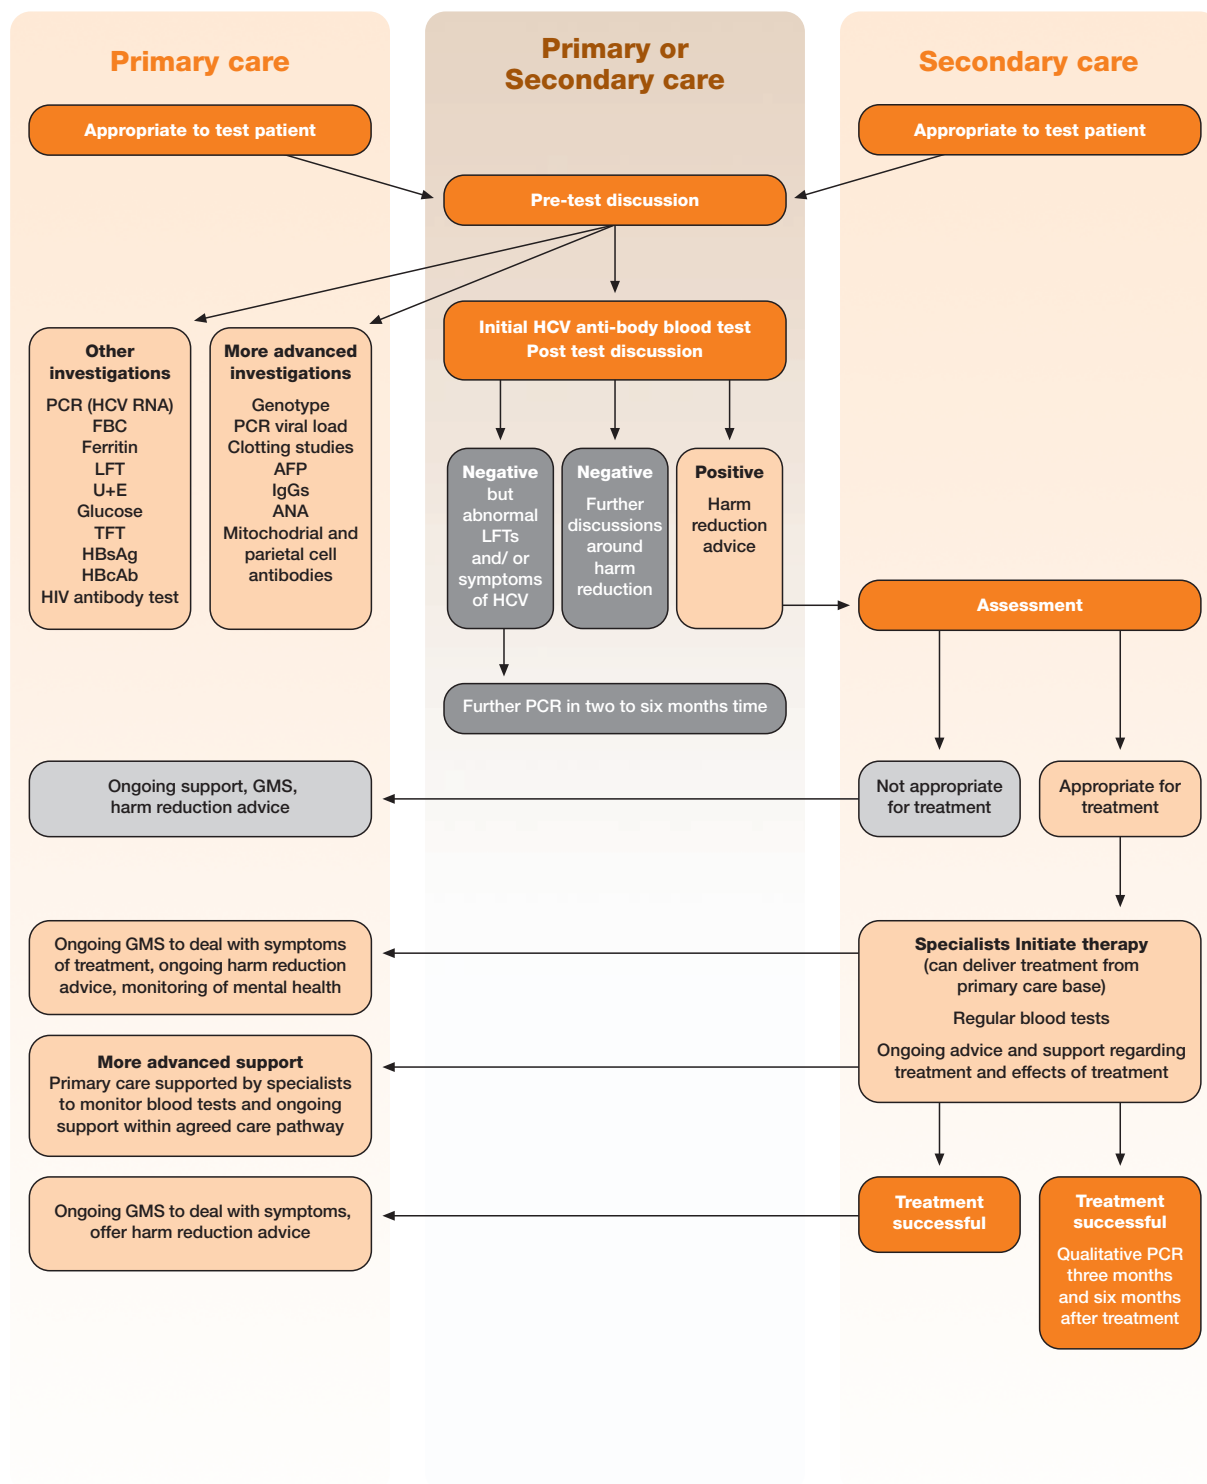 Primary care
Primary or
Secondary care
Secondary care
Appropriate to test patient
Appropriate to test patient
Pre-test discussion
Initial HCV anti-body blood test
Post test discussion
Other
investigations
PCR (HCV RNA)
FBC
Ferritin
LFT
U+E
Glucose
TFT
HBsAg
HBcAb
HIV antibody test
More advanced
investigations
Genotype
PCR viral load
Clotting studies
AFP
IgGs
ANA
Mitochodrial and
parietal cell
antibodies
Negative
but
abnormal
LFTs
and/ or
symptoms
of HCV
Negative
Further
discussions
around
harm
reduction
Positive
Harm
reduction
advice
Assessment
Further PCR in two to six months time
Ongoing support, GMS,
harm reduction advice
Not appropriate
for treatment
Appropriate for
treatment
Ongoing GMS to deal with symptoms
of treatment, ongoing harm reduction
advice, monitoring of mental health
Specialists Initiate therapy
(can deliver treatment from
primary care base)
Regular blood tests
Ongoing advice and support regarding
treatment and effects of treatment
More advanced support
Primary care supported by specialists
to monitor blood tests and ongoing
support within agreed care pathway
Ongoing GMS to deal with symptoms,
offer harm reduction advice
Treatment
successful
Treatment
successful
Qualitative PCR
three months
and six months
after treatment